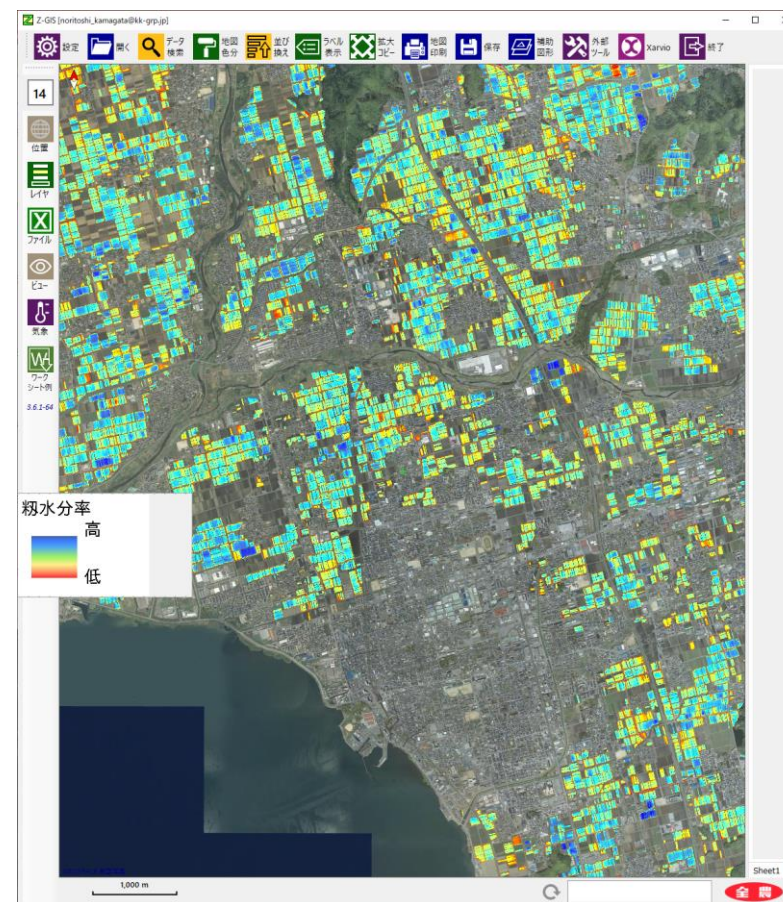 Z-GIS [noritoshi_kamagata@kk-grp.jp]
設定
開く
データ
検索
地図
色分
並び
換え
ラベル
表示
拡大
コピー
地図
印刷
保存
補助
図形
外部
ツール
Xarvio
終了
14
位置
レイヤ
ファイル
ビュー
気象
ワーク
シート例
3.6.1-64
籾水分率
高
低
1,000 m
Sheet1
全農